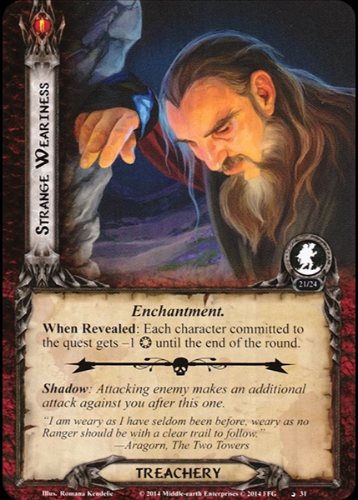 STRANGE WEARINESS
21/24
Enchantment.
When Revealed: Each character committed
to the quest gets –1 until the end of the round.
Shadow: Attacking enemy makes an additional
attack against you after this one.
"I am weary as I have seldom been before, weary as no
Ranger should be with a clear trail to follow."
—Aragorn, The Two Towers
TREACHERY
Illus. Romana Kendelic
© 2014 Middle-earth Enterprises © 2014 FFG
31